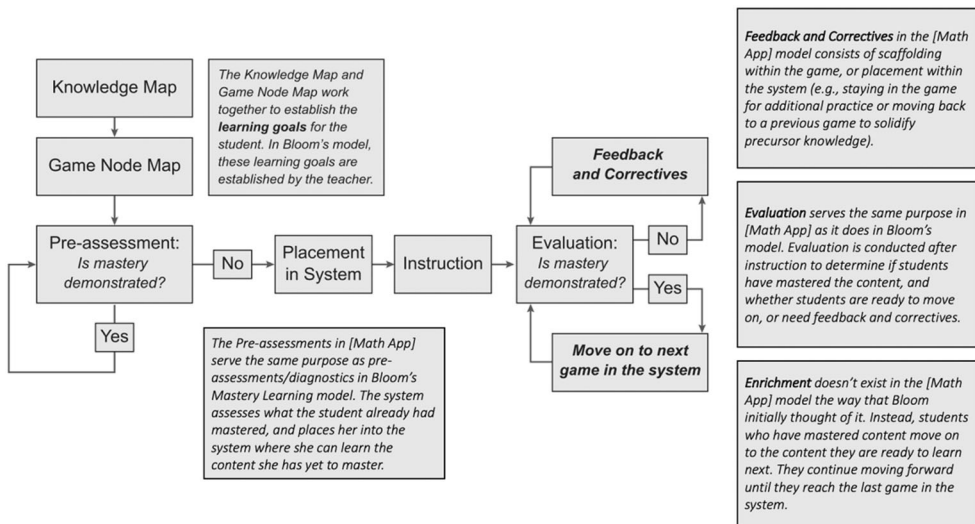 Knowledge Map
Game Node Map
Pre-assessment:
Is mastery
demonstrated?
Yes
No
The Knowledge Map and
Game Node Map work
together to establish the
learning goals for the
student. In Bloom's model,
these learning goals are
established by the teacher.
Placement
in System
Instruction
The Pre-assessments in [Math App]
serve the same purpose as pre-
assessments/diagnostics in Bloom's
Mastery Learning model. The system
assesses what the student already had
mastered, and places her into the
system where she can learn the
content she has yet to master.
Feedback
and Correctives
Evaluation:
Is mastery
demonstrated?
No
Yes
Move on to next
game in the system
Feedback and Correctives in the [Math
App] model consists of scaffolding
within the game, or placement within
the system (e.g., staying in the game
for additional practice or moving back
to a previous game to solidify
precursor knowledge).
Evaluation serves the same purpose in
[Math App] as it does in Bloom's
model. Evaluation is conducted after
instruction to determine if students
have mastered the content, and
whether students are ready to move
on, or need feedback and correctives.
Enrichment doesn't exist in the [Math
App] model the way that Bloom
initially thought of it. Instead, students
who have mastered content move on
to the content they are ready to learn
next. They continue moving forward
until they reach the last game in the
system.